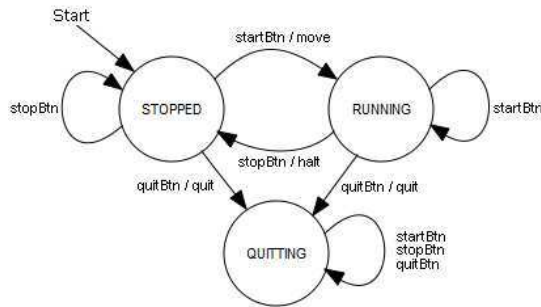 Start
startBtn / move
stopBtn
STOPPED
RUNNING
startBtn
stopBtn / halt
quitBtn / quit
quitBtn / quit
QUITTING
startBtn
stopBtn
quitBtn